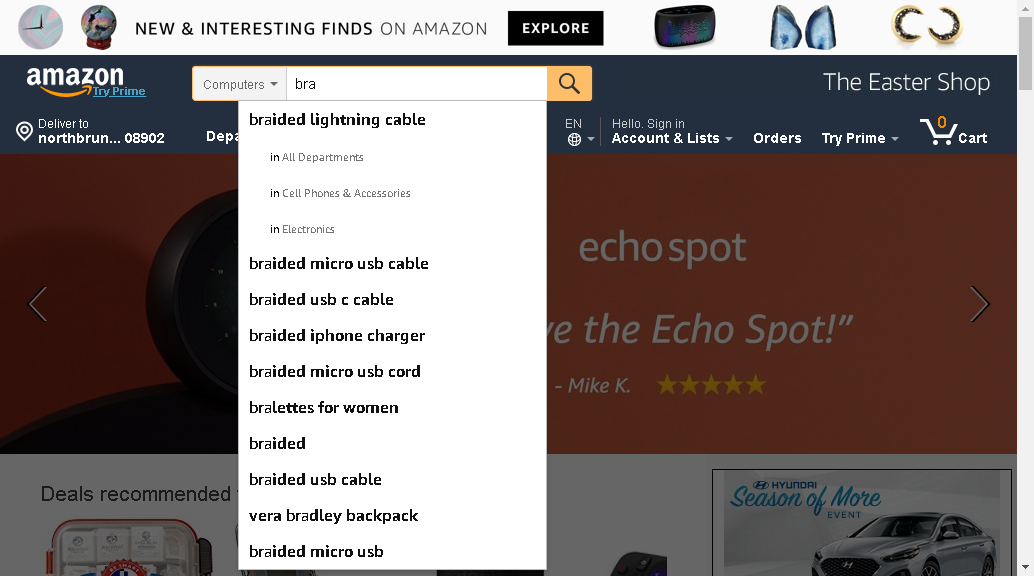 NEW & INTERESTING FINDS ON AMAZON
EXPLORE
amazon
Try Prime
Computers
bra
The Easter Shop
Deliver to
northbrun... 08902
EN
Hello. Sign in
Account & Lists
Orders
Try Prime
0
Cart
braided lightning cable
in All Departments
in Cell Phones & Accessories
in Electronics
braided micro usb cable
braided usb c cable
braided iphone charger
braided micro usb cord
bralettes for women
braided
braided usb cable
vera bradley backpack
braided micro usb
echo spot
the Echo Spot!”
- Mike K.
Deals recommended
HYUNDAI
Season of More
EVENT